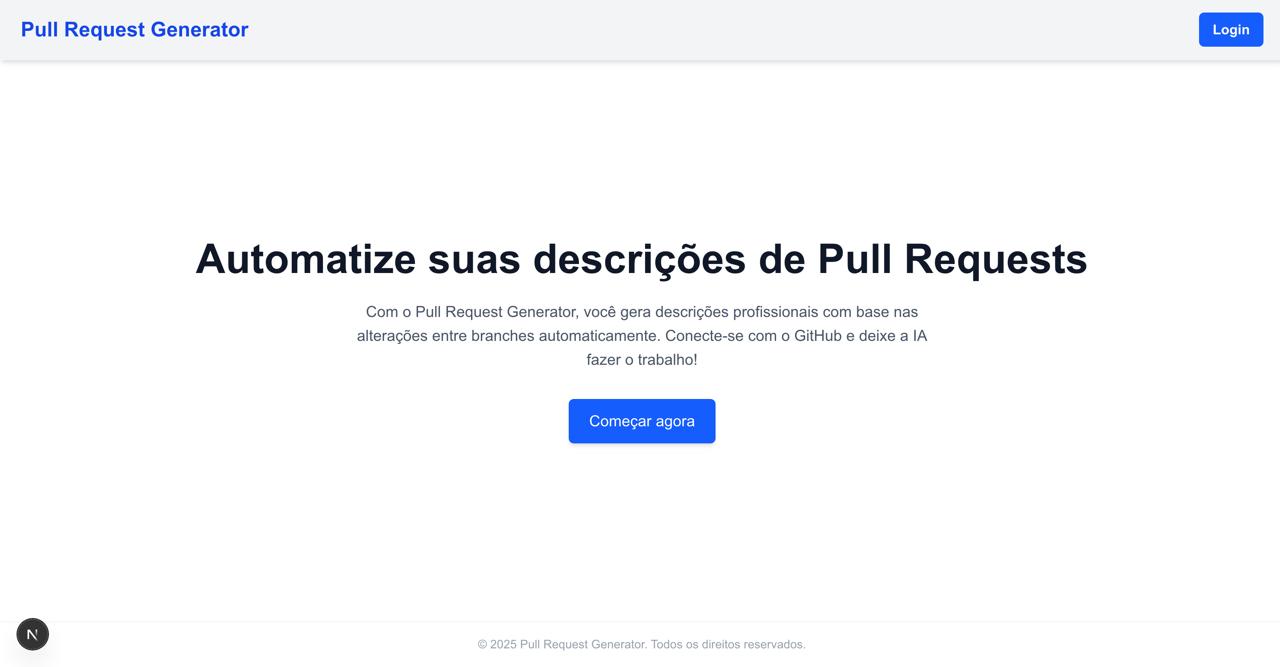 Pull Request Generator
Login
Automatize suas descrições de Pull Requests
Com o Pull Request Generator, você gera descrições profissionais com base nas
alterações entre branches automaticamente. Conecte-se com o GitHub e deixe a IA
fazer o trabalho!
Começar agora
N
© 2025 Pull Request Generator. Todos os direitos reservados.